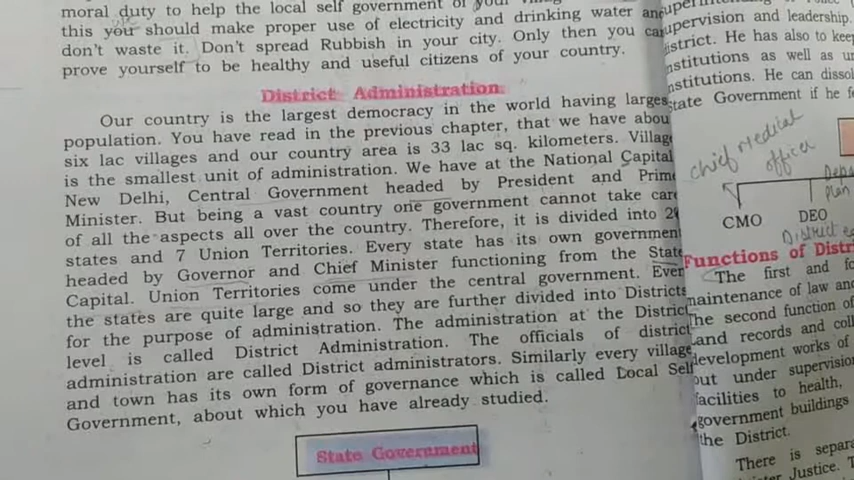 moral duty to help the local self government of your
this you should make proper use of electricity and drinking water and
don't waste it. Don't spread Rubbish in your city. Only then you can
prove yourself to be healthy and useful citizens of your country.
District Administration
Our country is the largest democracy in the world having largest
population. You have read in the previous chapter, that we have about
six lac villages and our country area is 33 lac sq. kilometers. Village
is the smallest unit of administration. We have at the National Capital
New Delhi, Central Government headed by President and Prime
Minister. But being a vast country one government cannot take care
of all the aspects all over the country. Therefore, it is divided into
states and 7 Union Territories. Every state has its own government
headed by Governor and Chief Minister functioning from the State
Capital. Union Territories come under the central government. Even
the states are quite large and so they are further divided into Districts
for the purpose of administration. The administration at the District
level is called District Administration. The officials of district
administration are called District administrators. Similarly every village
and town has its own form of governance which is called Local Self
Government, about which you have already studied.
State Government
supervision and leadership.
district. He has also to keep
institutions as well as
institutions. He can
State Government if he
Chief Medical
officer
Plan
CMO
DEO
District
Functions of
The first and
maintenance of law and
The second function of
Land records and
development works of
but under supervision
facilities to health,
government buildings
the District.
There is
Justice.